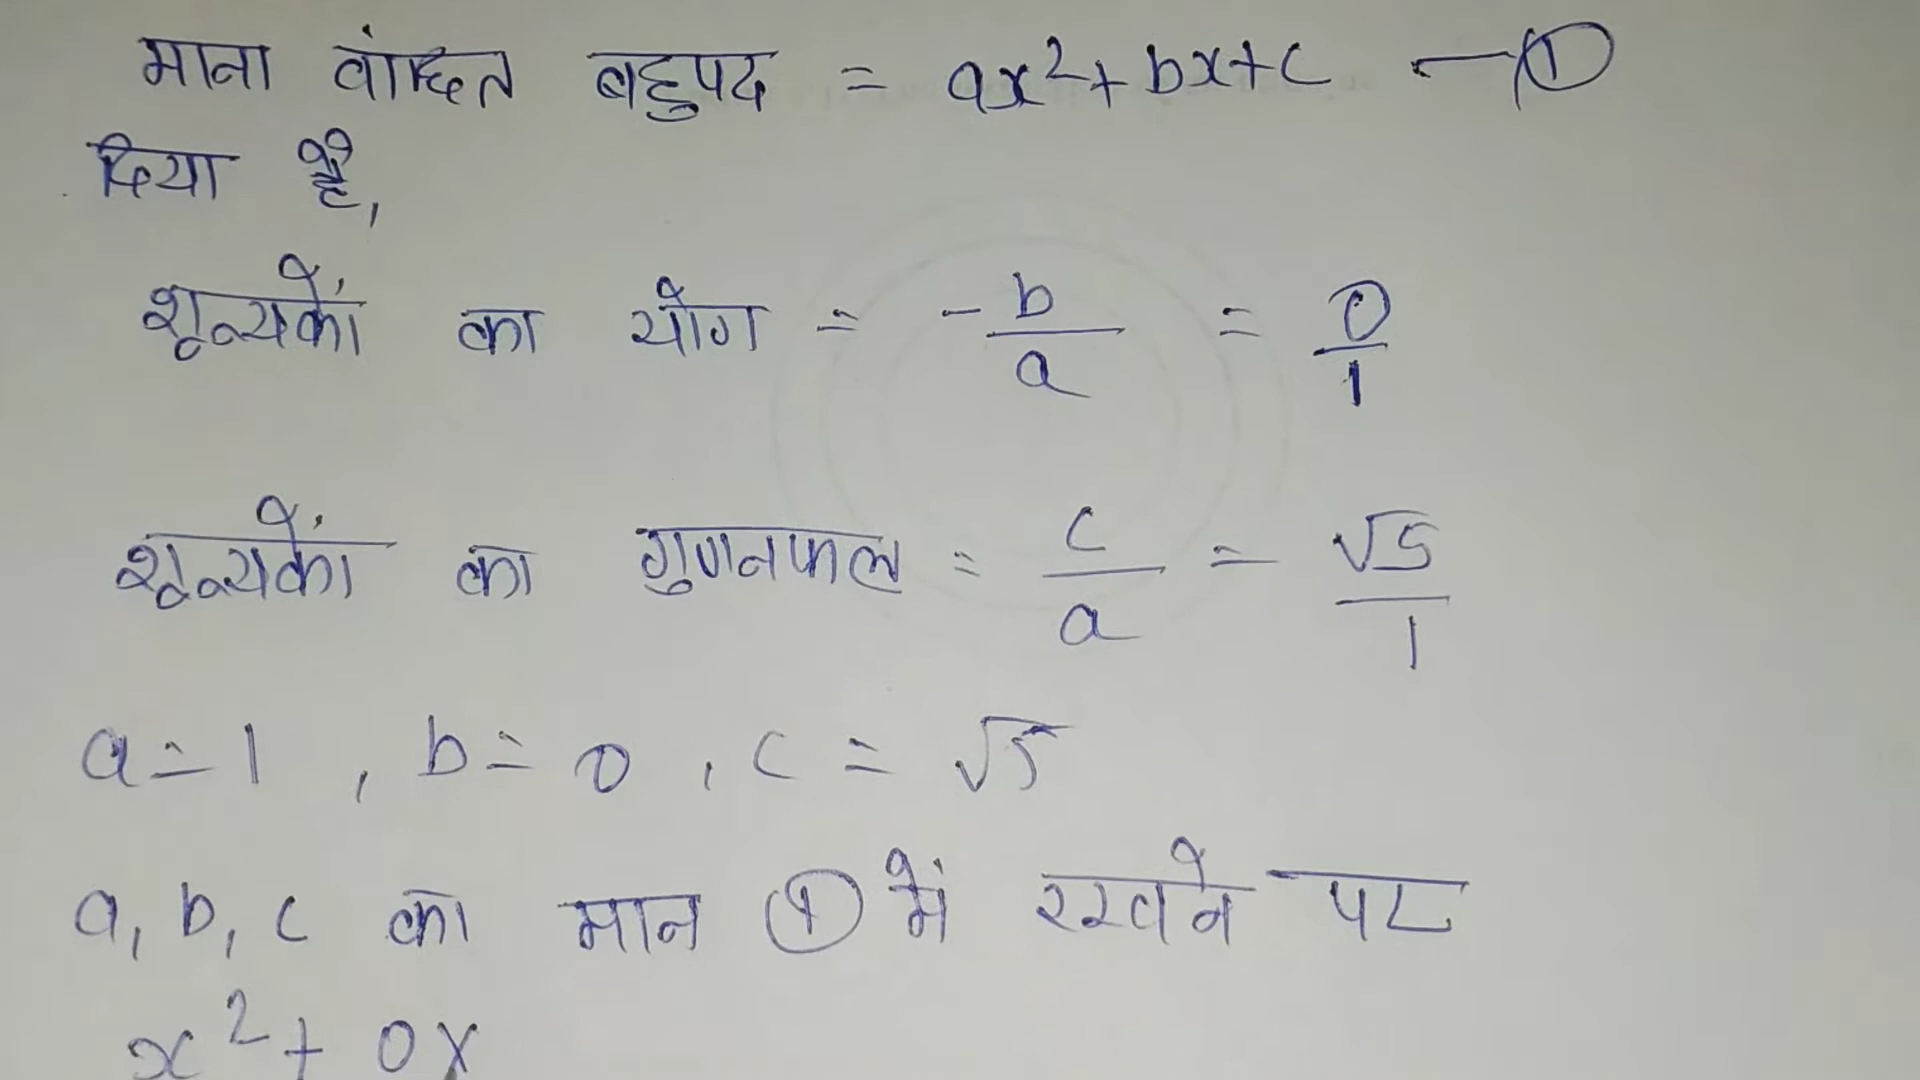 माना वांछित बहुपद = ax²+bx+c —①
दिया है,
शून्यकों का योग = -b/a = 0/1
शून्यकों का गुणनफल = c/a = √5/1
a=1, b=0, c=√5
a, b, c का मान ① में रखने पर
x²+ 0x